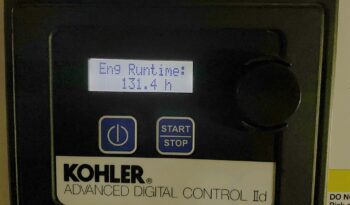 Eng Runtime:
131.4 h
START
STOP
KOHLER®
ADVANCED DIGITAL CONTROL IId
DO NO